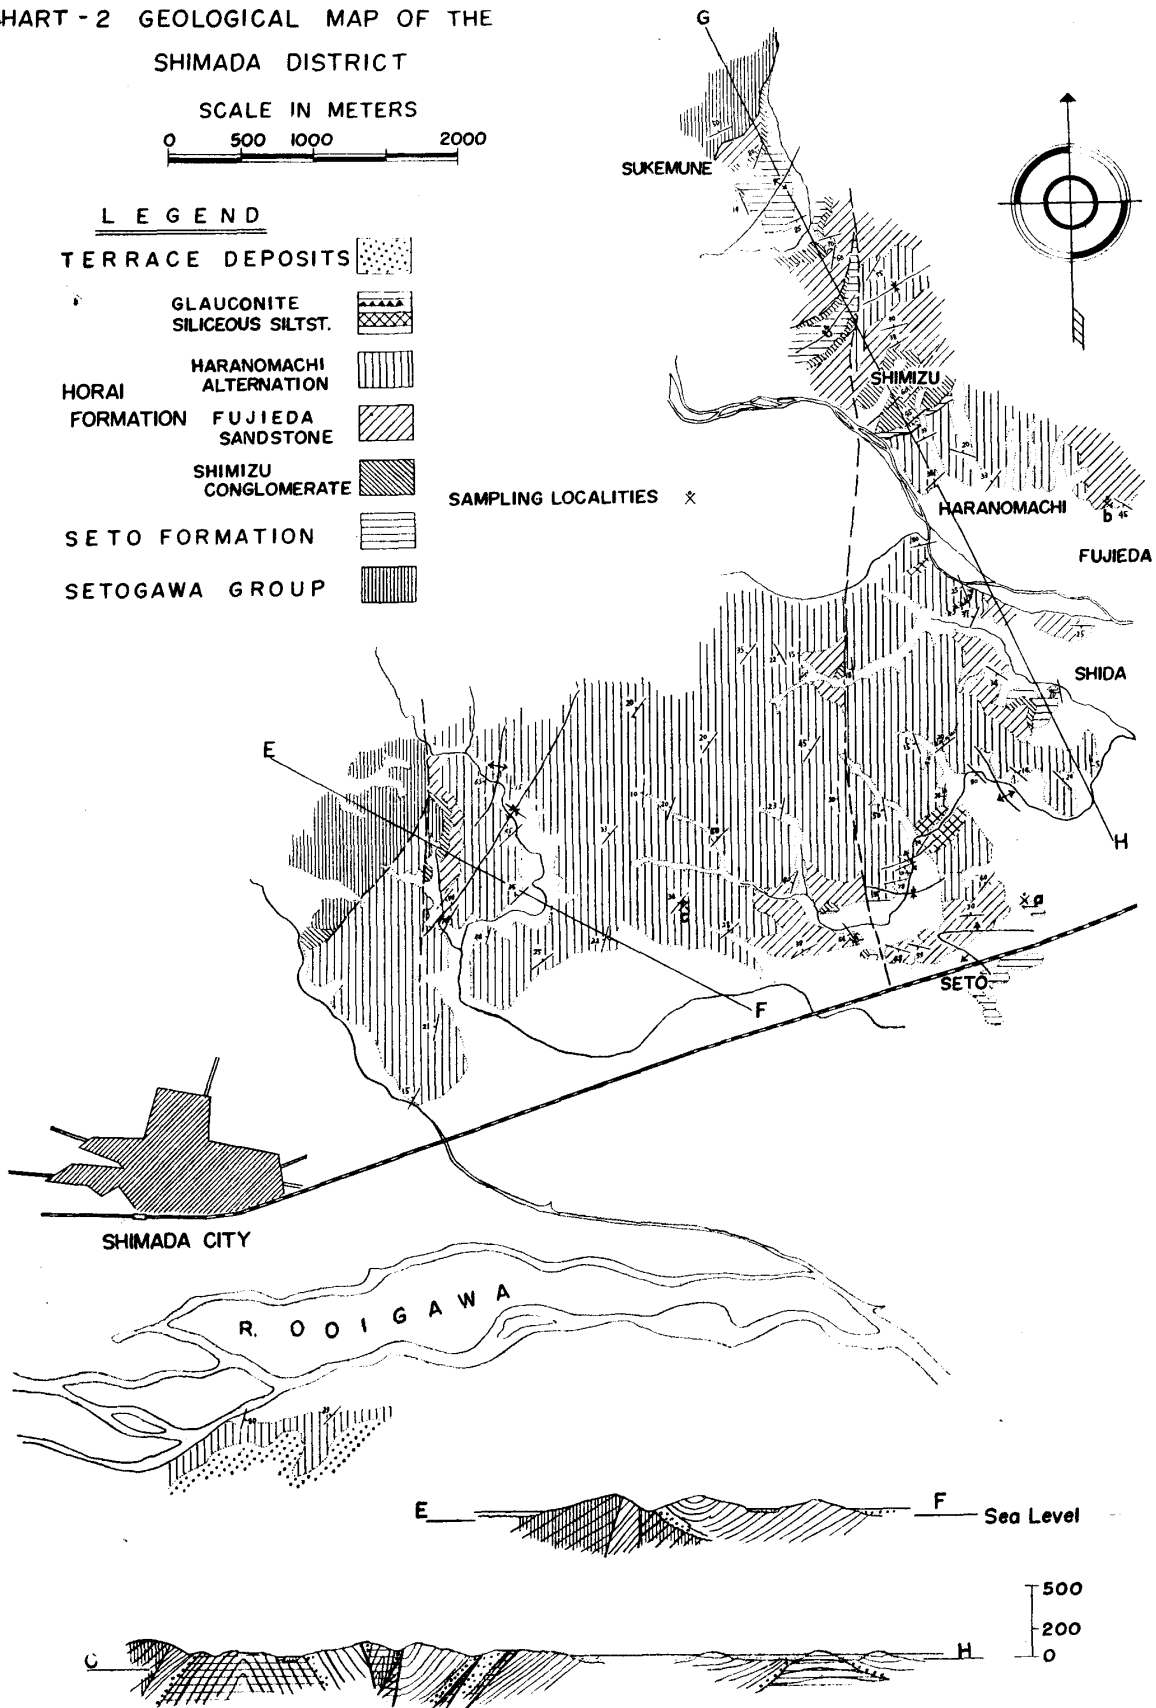 HART - 2 GEOLOGICAL MAP OF THE
SHIMADA DISTRICT
SCALE IN METERS
0 500 1000 2000
LEGEND
TERRACE DEPOSITS
GLAUCONITE
SILICEOUS SILTST.
HARANOMACHI
ALTERNATION
HORAI
FORMATION
FUJIEDA
SANDSTONE
SHIMIZU
CONGLOMERATE
SETO FORMATION
SETOGAWA GROUP
SAMPLING LOCALITIES
G
SUKEMUNE
SHIMIZU
HARANOMACHI
b
45
FUJIEDA
SHIDA
E
H
a
SETO
F
SHIMADA CITY
R. OOIGAWA
E
F
Sea Level
500
200
0
H